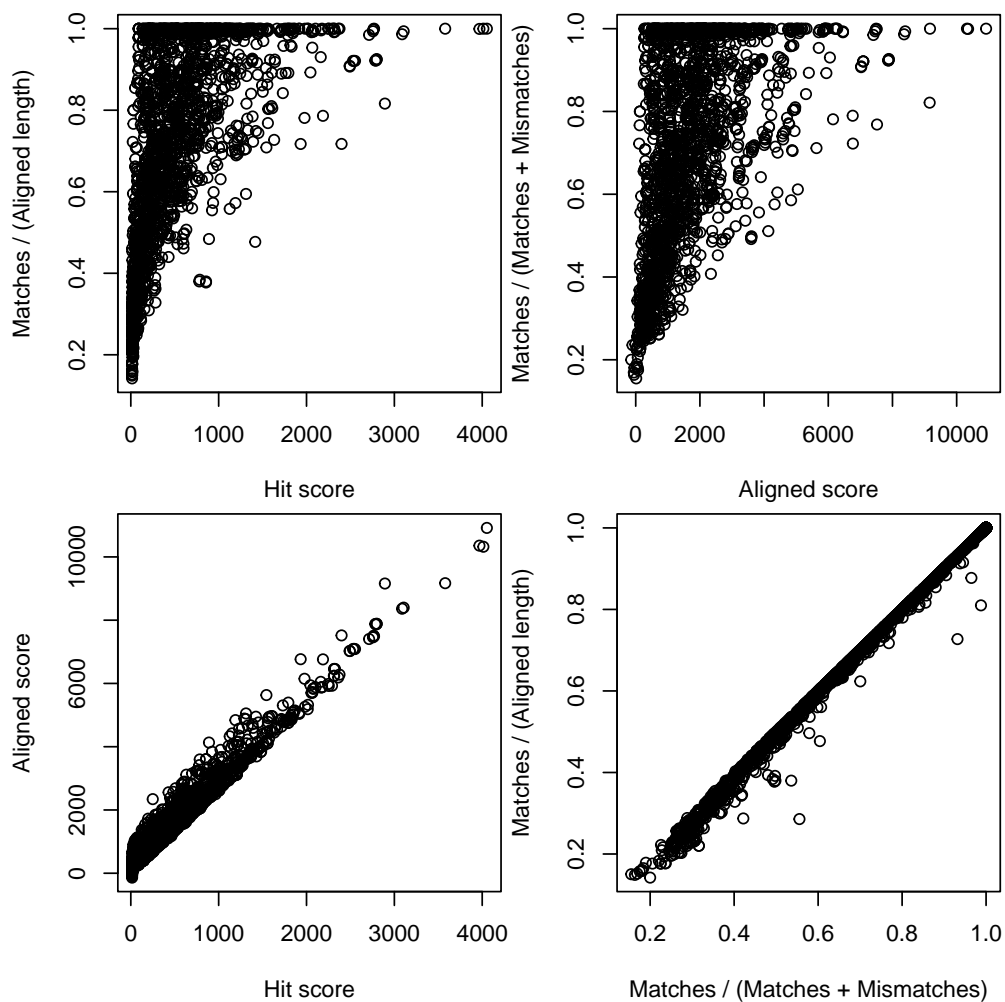 Matches / (Aligned length)
1.0
0.8
0.6
0.4
0.2
0 1000 2000 3000 4000
Hit score
Matches / (Matches + Mismatches)
1.0
0.8
0.6
0.4
0.2
0 2000 6000 10000
Aligned score
Aligned score
10000
6000
2000
0
0 1000 2000 3000 4000
Hit score
Matches / (Aligned length)
1.0
0.8
0.6
0.4
0.2
0.2 0.4 0.6 0.8 1.0
Matches / (Matches + Mismatches)